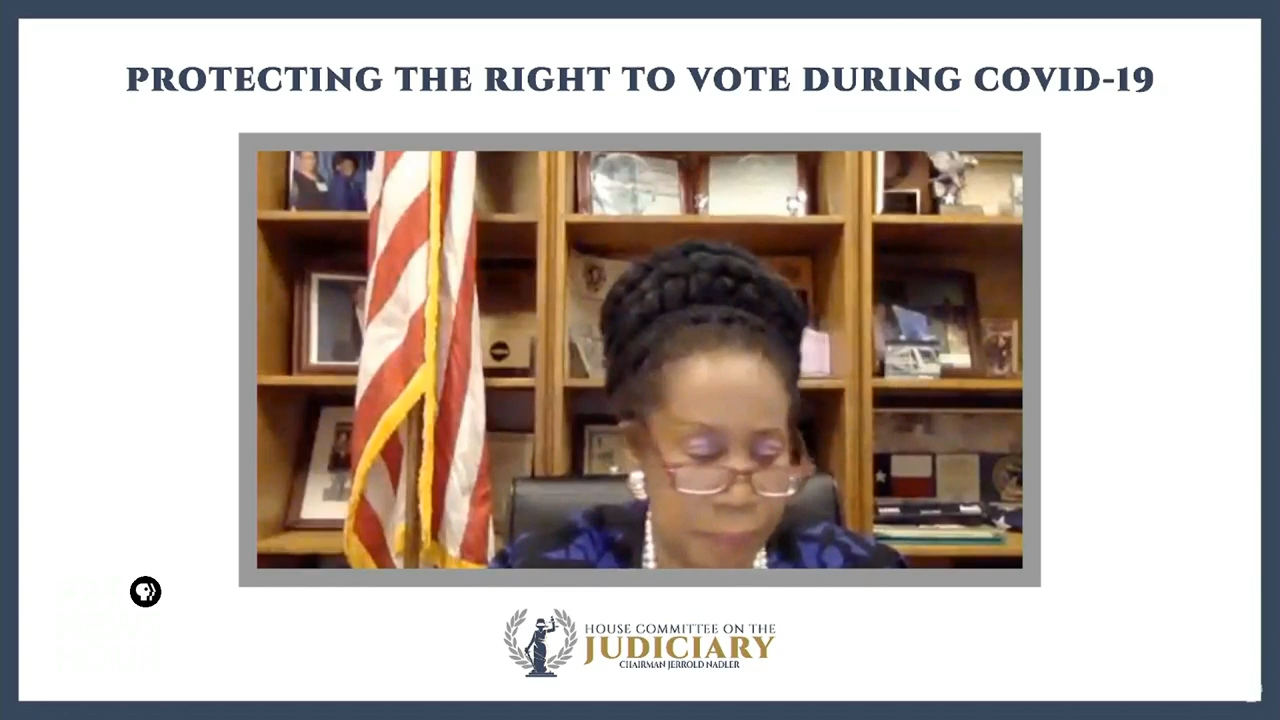 PROTECTING THE RIGHT TO VOTE DURING COVID-19
HOUSE COMMITTEE ON THE
JUDICIARY
CHAIRMAN JERROLD NADLER